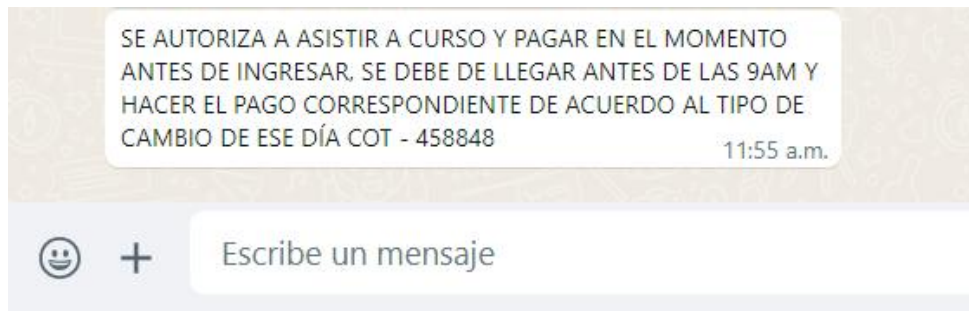 SE AUTORIZA A ASISTIR A CURSO Y PAGAR EN EL MOMENTO
ANTES DE INGRESAR, SE DEBE DE LLEGAR ANTES DE LAS 9AM Y
HACER EL PAGO CORRESPONDIENTE DE ACUERDO AL TIPO DE
CAMBIO DE ESE DÍA COT - 458848
11:55 a.m.
Escribe un mensaje